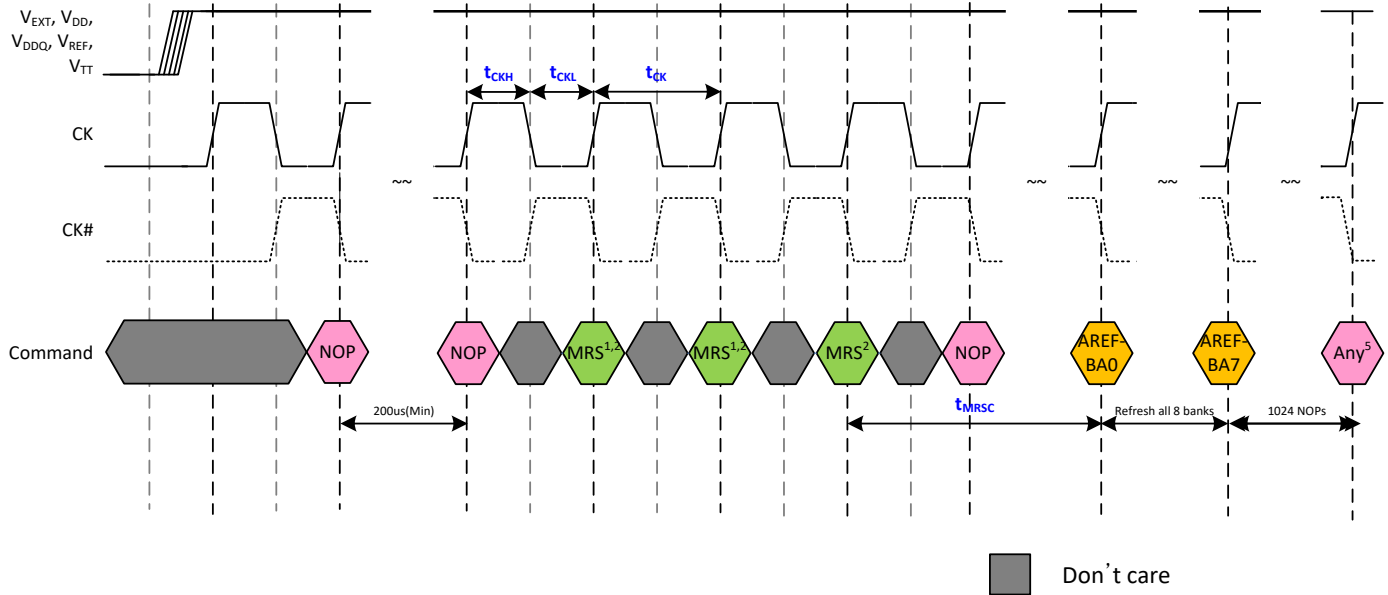 VEXT, VDD,
VDDQ, VREF,
VTT
tCKH tCKL tCK
CK
~~ ~~ ~~ ~~
CK#
Command NOP NOP MRS1,2 MRS1,2 MRS2 NOP AREF-BA0 AREF-BA7 Any5
200us(Min) tMRSC Refresh all 8 banks 1024 NOPs
Don't care